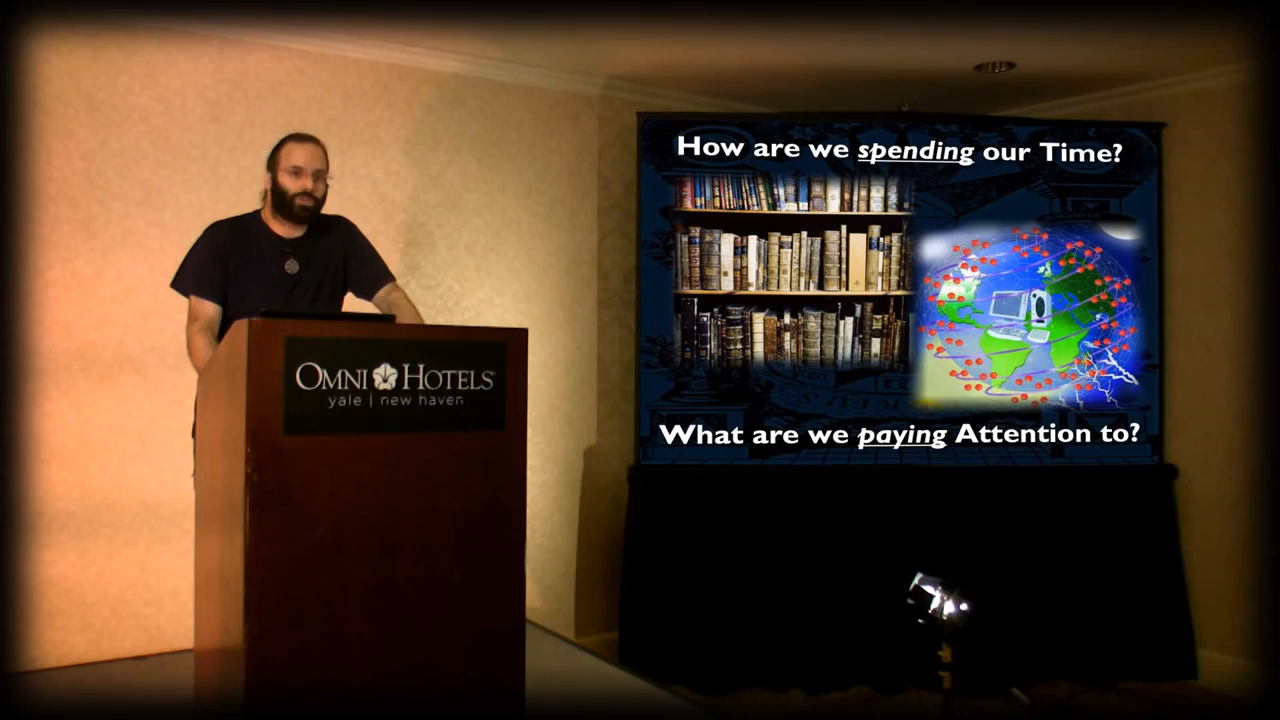 How are we spending our Time?
What are we paying Attention to?
OMNI HOTELS
yale | new haven